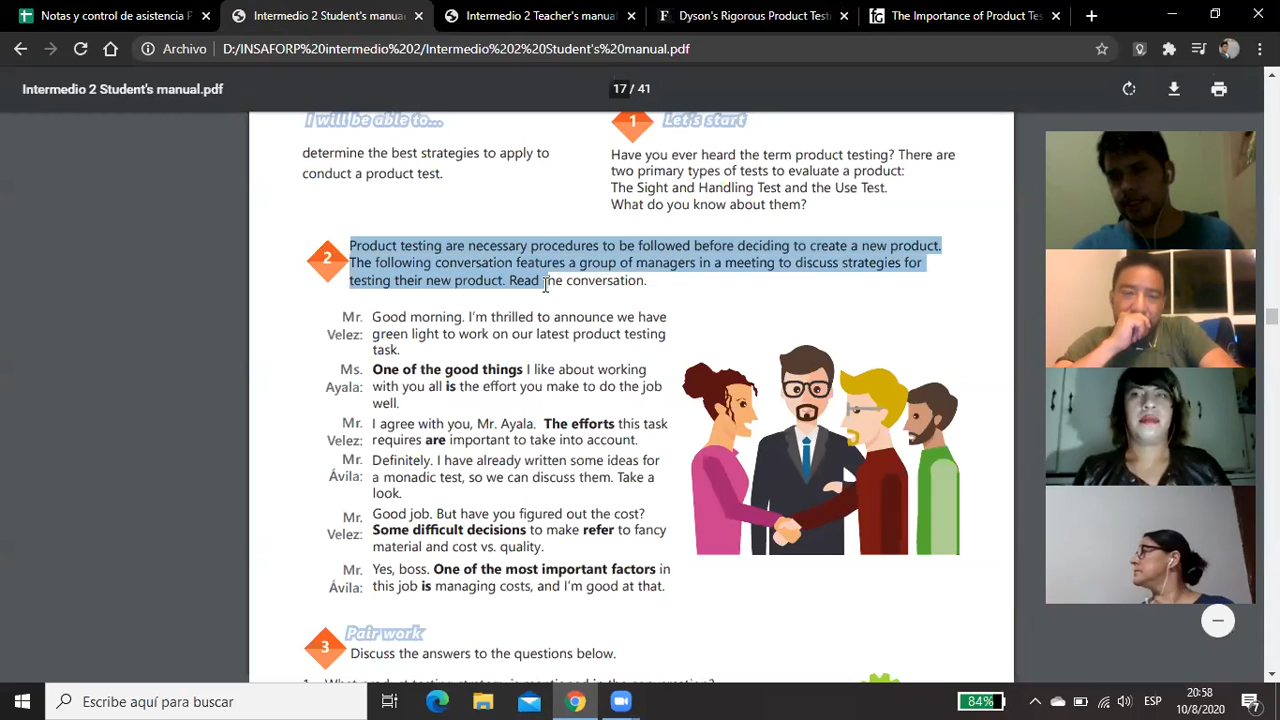 Notas y control de asistencia P
Intermedio 2 Student's manua
Intermedio 2 Teacher's manual
Dyson's Rigorous Product Testi
The Importance of Product Tes
Archivo
D:/INSAFORP%20intermedio%202/Intermedio%202%20Student's%20manual.pdf
Intermedio 2 Student's manual.pdf
17 / 41
I will be able to...
determine the best strategies to apply to
conduct a product test.
1 Let's start
Have you ever heard the term product testing? There are
two primary types of tests to evaluate a product:
The Sight and Handling Test and the Use Test.
What do you know about them?
2
Product testing are necessary procedures to be followed before deciding to create a new product.
The following conversation features a group of managers in a meeting to discuss strategies for
testing their new product. Read the conversation.
Mr. Good morning. I'm thrilled to announce we have
Velez: green light to work on our latest product testing
task.
Ms. One of the good things I like about working
Ayala: with you all is the effort you make to do the job
well.
Mr. I agree with you, Mr. Ayala. The efforts this task
Velez: requires are important to take into account.
Mr. Definitely. I have already written some ideas for
Ávila: a monadic test, so we can discuss them. Take a
look.
Mr. Good job. But have you figured out the cost?
Velez: Some difficult decisions to make refer to fancy
material and cost vs. quality.
Mr. Yes, boss. One of the most important factors in
Ávila: this job is managing costs, and I'm good at that.
3 Pair work
Discuss the answers to the questions below.
1. What product testing strategy is mentioned in the conversation?
Escribe aquí para buscar
84%
ESP
20:58
10/8/2020
7